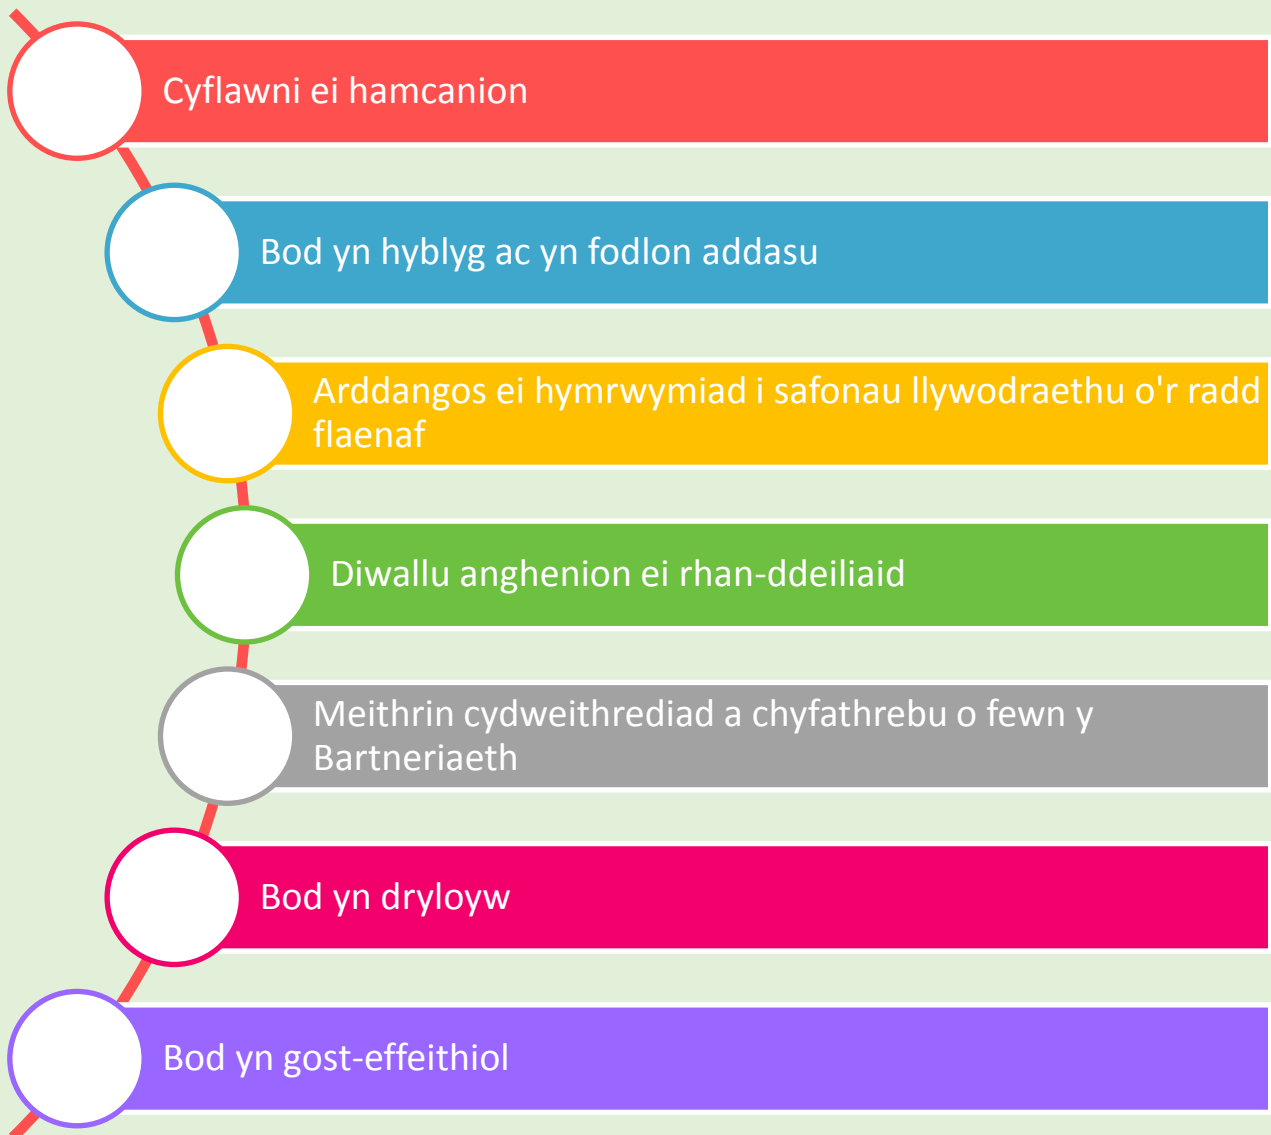 Cyflawni ei hamcanion
Bod yn hyblyg ac yn fodlon addasu
Arddangos ei hymrwymiad i safonau llywodraethu o'r radd
flaenaf
Diwallu anghenion ei rhan-ddeiliaid
Meithrin cydweithrediad a chyfathrebu o fewn y
Bartneriaeth
Bod yn dryloyw
Bod yn gost-effeithiol